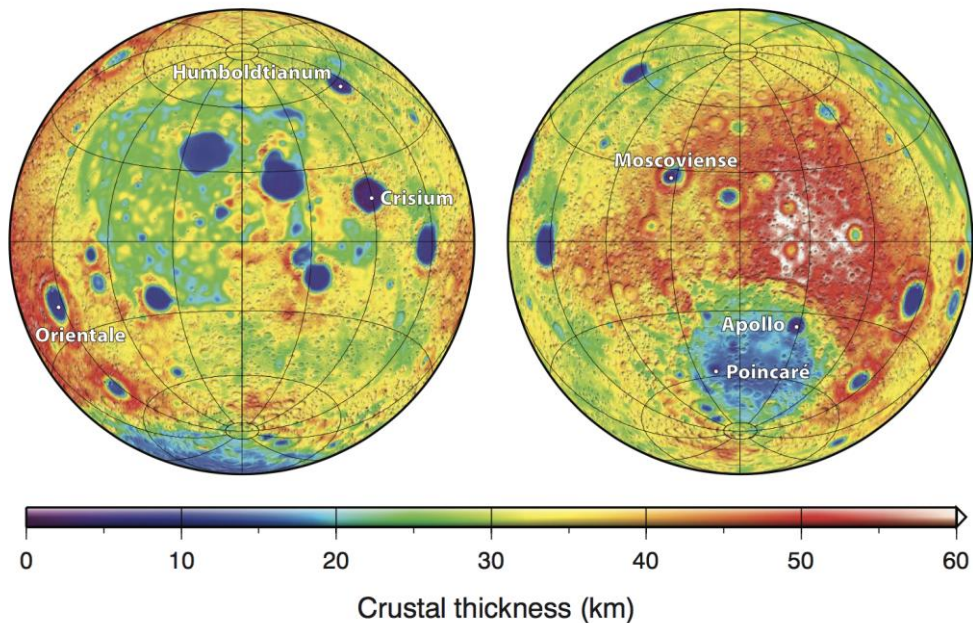 Humboldtianum
Crisium
Orientale
Moscoviense
Apollo
Poincaré
0 10 20 30 40 50 60
Crustal thickness (km)